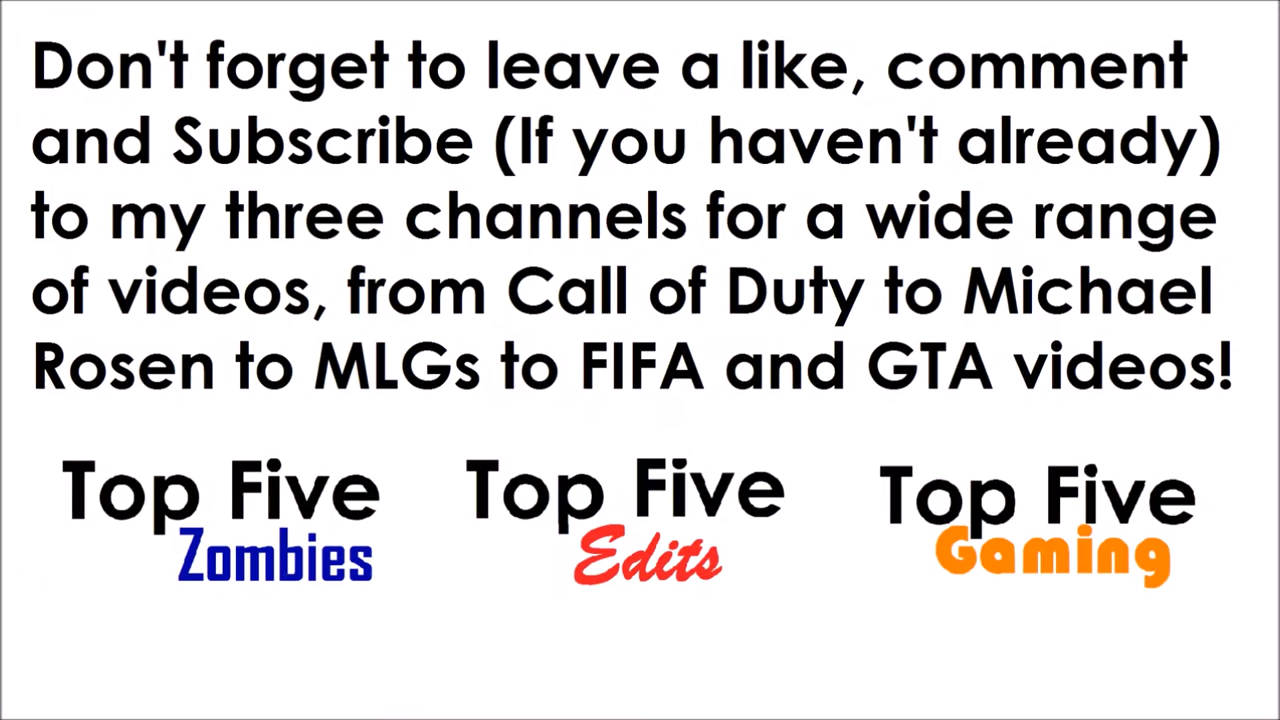 Don't forget to leave a like, comment
and Subscribe (If you haven't already)
to my three channels for a wide range
of videos, from Call of Duty to Michael
Rosen to MLGs to FIFA and GTA videos!
Top Five
Zombies
Top Five
Edits
Top Five
Gaming